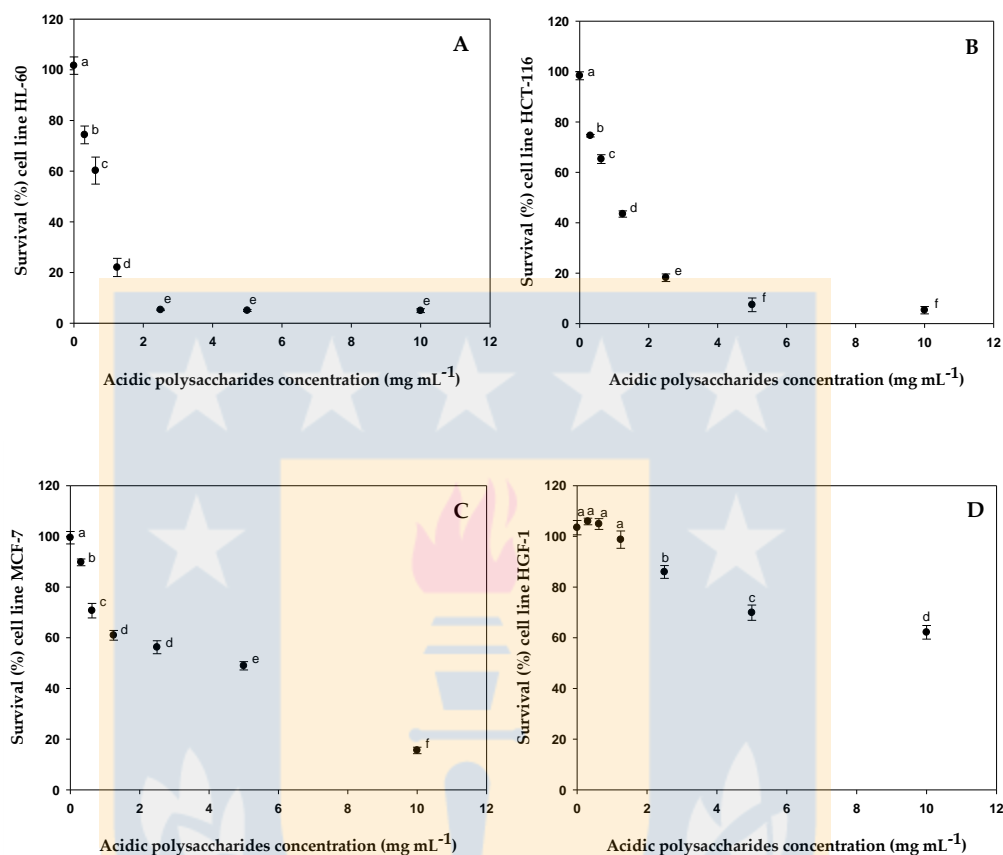 A
Survival (%) cell line HL-60
120
100
80
60
40
20
0
a
b
c
d
e
e
e
0 2 4 6 8 10 12
Acidic polysaccharides concentration (mg mL-1)
B
Survival (%) cell line HCT-116
120
100
80
60
40
20
0
a
b
c
d
e
f
f
0 2 4 6 8 10 12
Acidic polysaccharides concentration (mg mL-1)
C
Survival (%) cell line MCF-7
120
100
80
60
40
20
0
a
b
c
d
d
e
f
0 2 4 6 8 10 12
Acidic polysaccharides concentration (mg mL-1)
D
Survival (%) cell line HGF-1
120
100
80
60
40
20
0
a a a
a
b
c
d
0 2 4 6 8 10 12
Acidic polysaccharides concentration (mg mL-1)